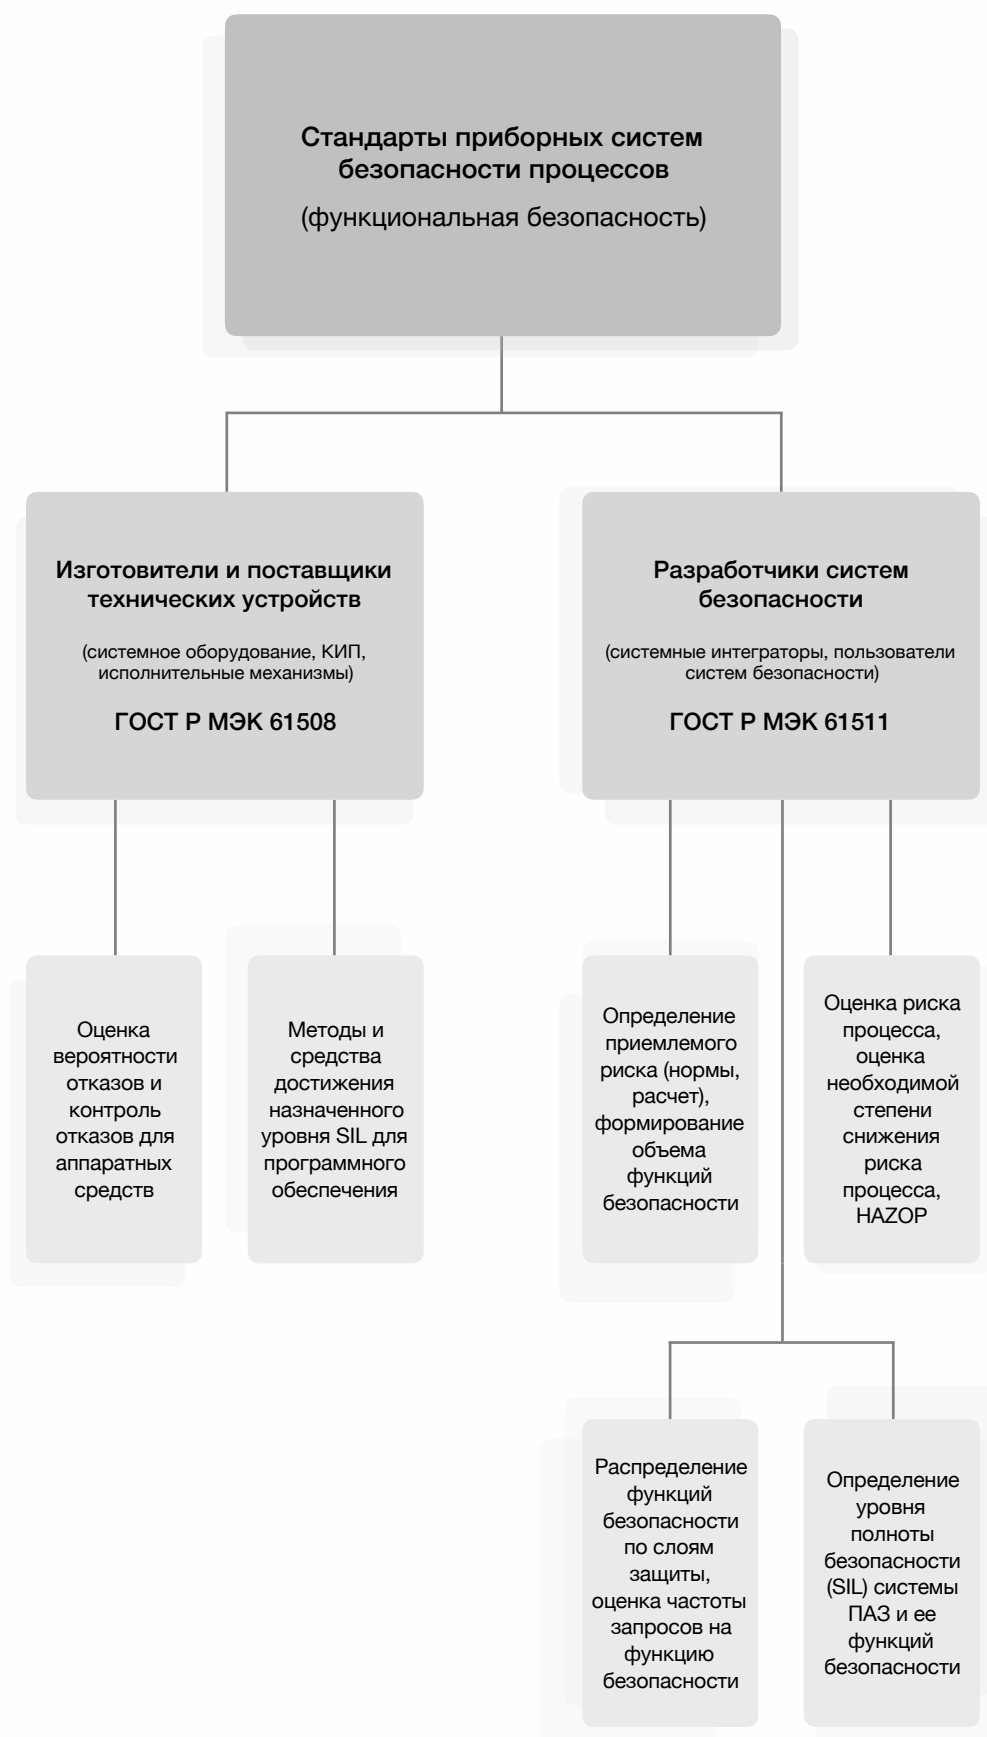 Стандарты приборных систем
безопасности процессов
(функциональная безопасность)
Изготовители и поставщики
технических устройств
(системное оборудование, КИП,
исполнительные механизмы)
ГОСТ Р МЭК 61508
Разработчики систем
безопасности
(системные интеграторы, пользователи
систем безопасности)
ГОСТ Р МЭК 61511
Оценка
вероятности
отказов и
контроль
отказов для
аппаратных
средств
Методы и
средства
достижения
назначенного
уровня SIL для
программного
обеспечения
Определение
приемлемого
риска (нормы,
расчет),
формирование
объема
функций
безопасности
Оценка риска
процесса,
оценка
необходимой
степени
снижения
риска
процесса,
HAZOP
Распределение
функций
безопасности
по слоям
защиты,
оценка частоты
запросов на
функцию
безопасности
Определение
уровня
полноты
безопасности
(SIL) системы
ПАЗ и ее
функций
безопасности